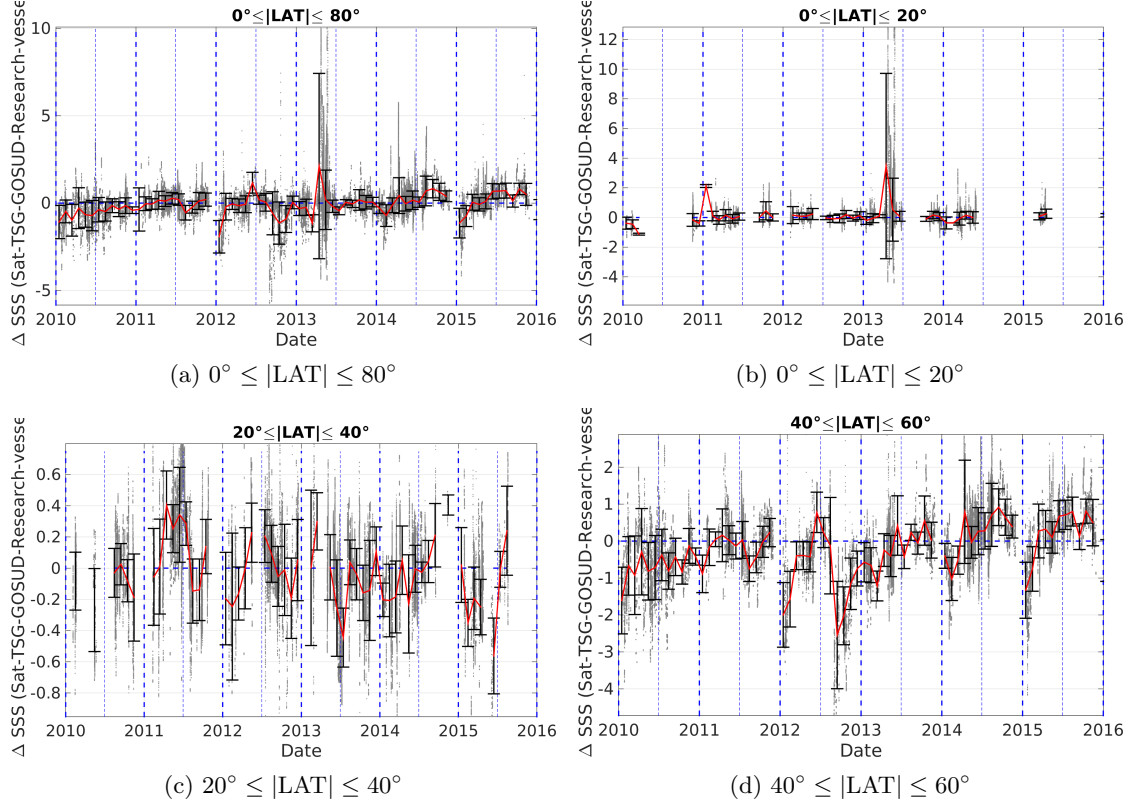 0°≤|LAT|≤ 80°
Δ SSS (Sat-TSG-GOSUD-Research-vesse
10
5
0
-5
2010 2011 2012 2013 2014 2015 2016
Date
(a) 0° ≤ |LAT| ≤ 80°
0°≤|LAT|≤ 20°
Δ SSS (Sat-TSG-GOSUD-Research-vesse
12
10
8
6
4
2
0
-2
-4
2010 2011 2012 2013 2014 2015 2016
Date
(b) 0° ≤ |LAT| ≤ 20°
20°≤|LAT|≤ 40°
Δ SSS (Sat-TSG-GOSUD-Research-vesse
0.6
0.4
0.2
0
-0.2
-0.4
-0.6
-0.8
2010 2011 2012 2013 2014 2015 2016
Date
(c) 20° ≤ |LAT| ≤ 40°
40°≤|LAT|≤ 60°
Δ SSS (Sat-TSG-GOSUD-Research-vesse
2
1
0
-1
-2
-3
-4
2010 2011 2012 2013 2014 2015 2016
Date
(d) 40° ≤ |LAT| ≤ 60°